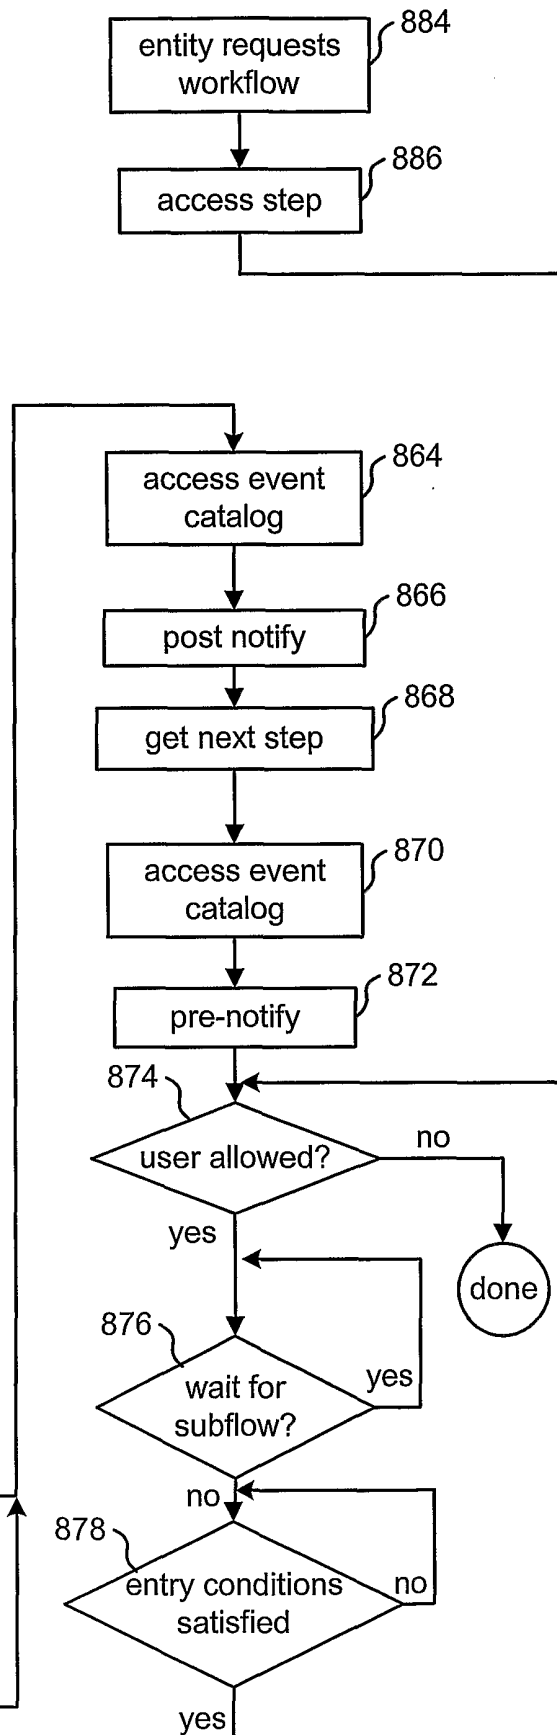 884
entity requests
workflow
886
access step
864
access event
catalog
866
post notify
868
get next step
870
access event
catalog
872
pre-notify
874
user allowed?
no
yes
done
876
wait for
subflow?
yes
no
878
entry conditions
satisfied
no
yes